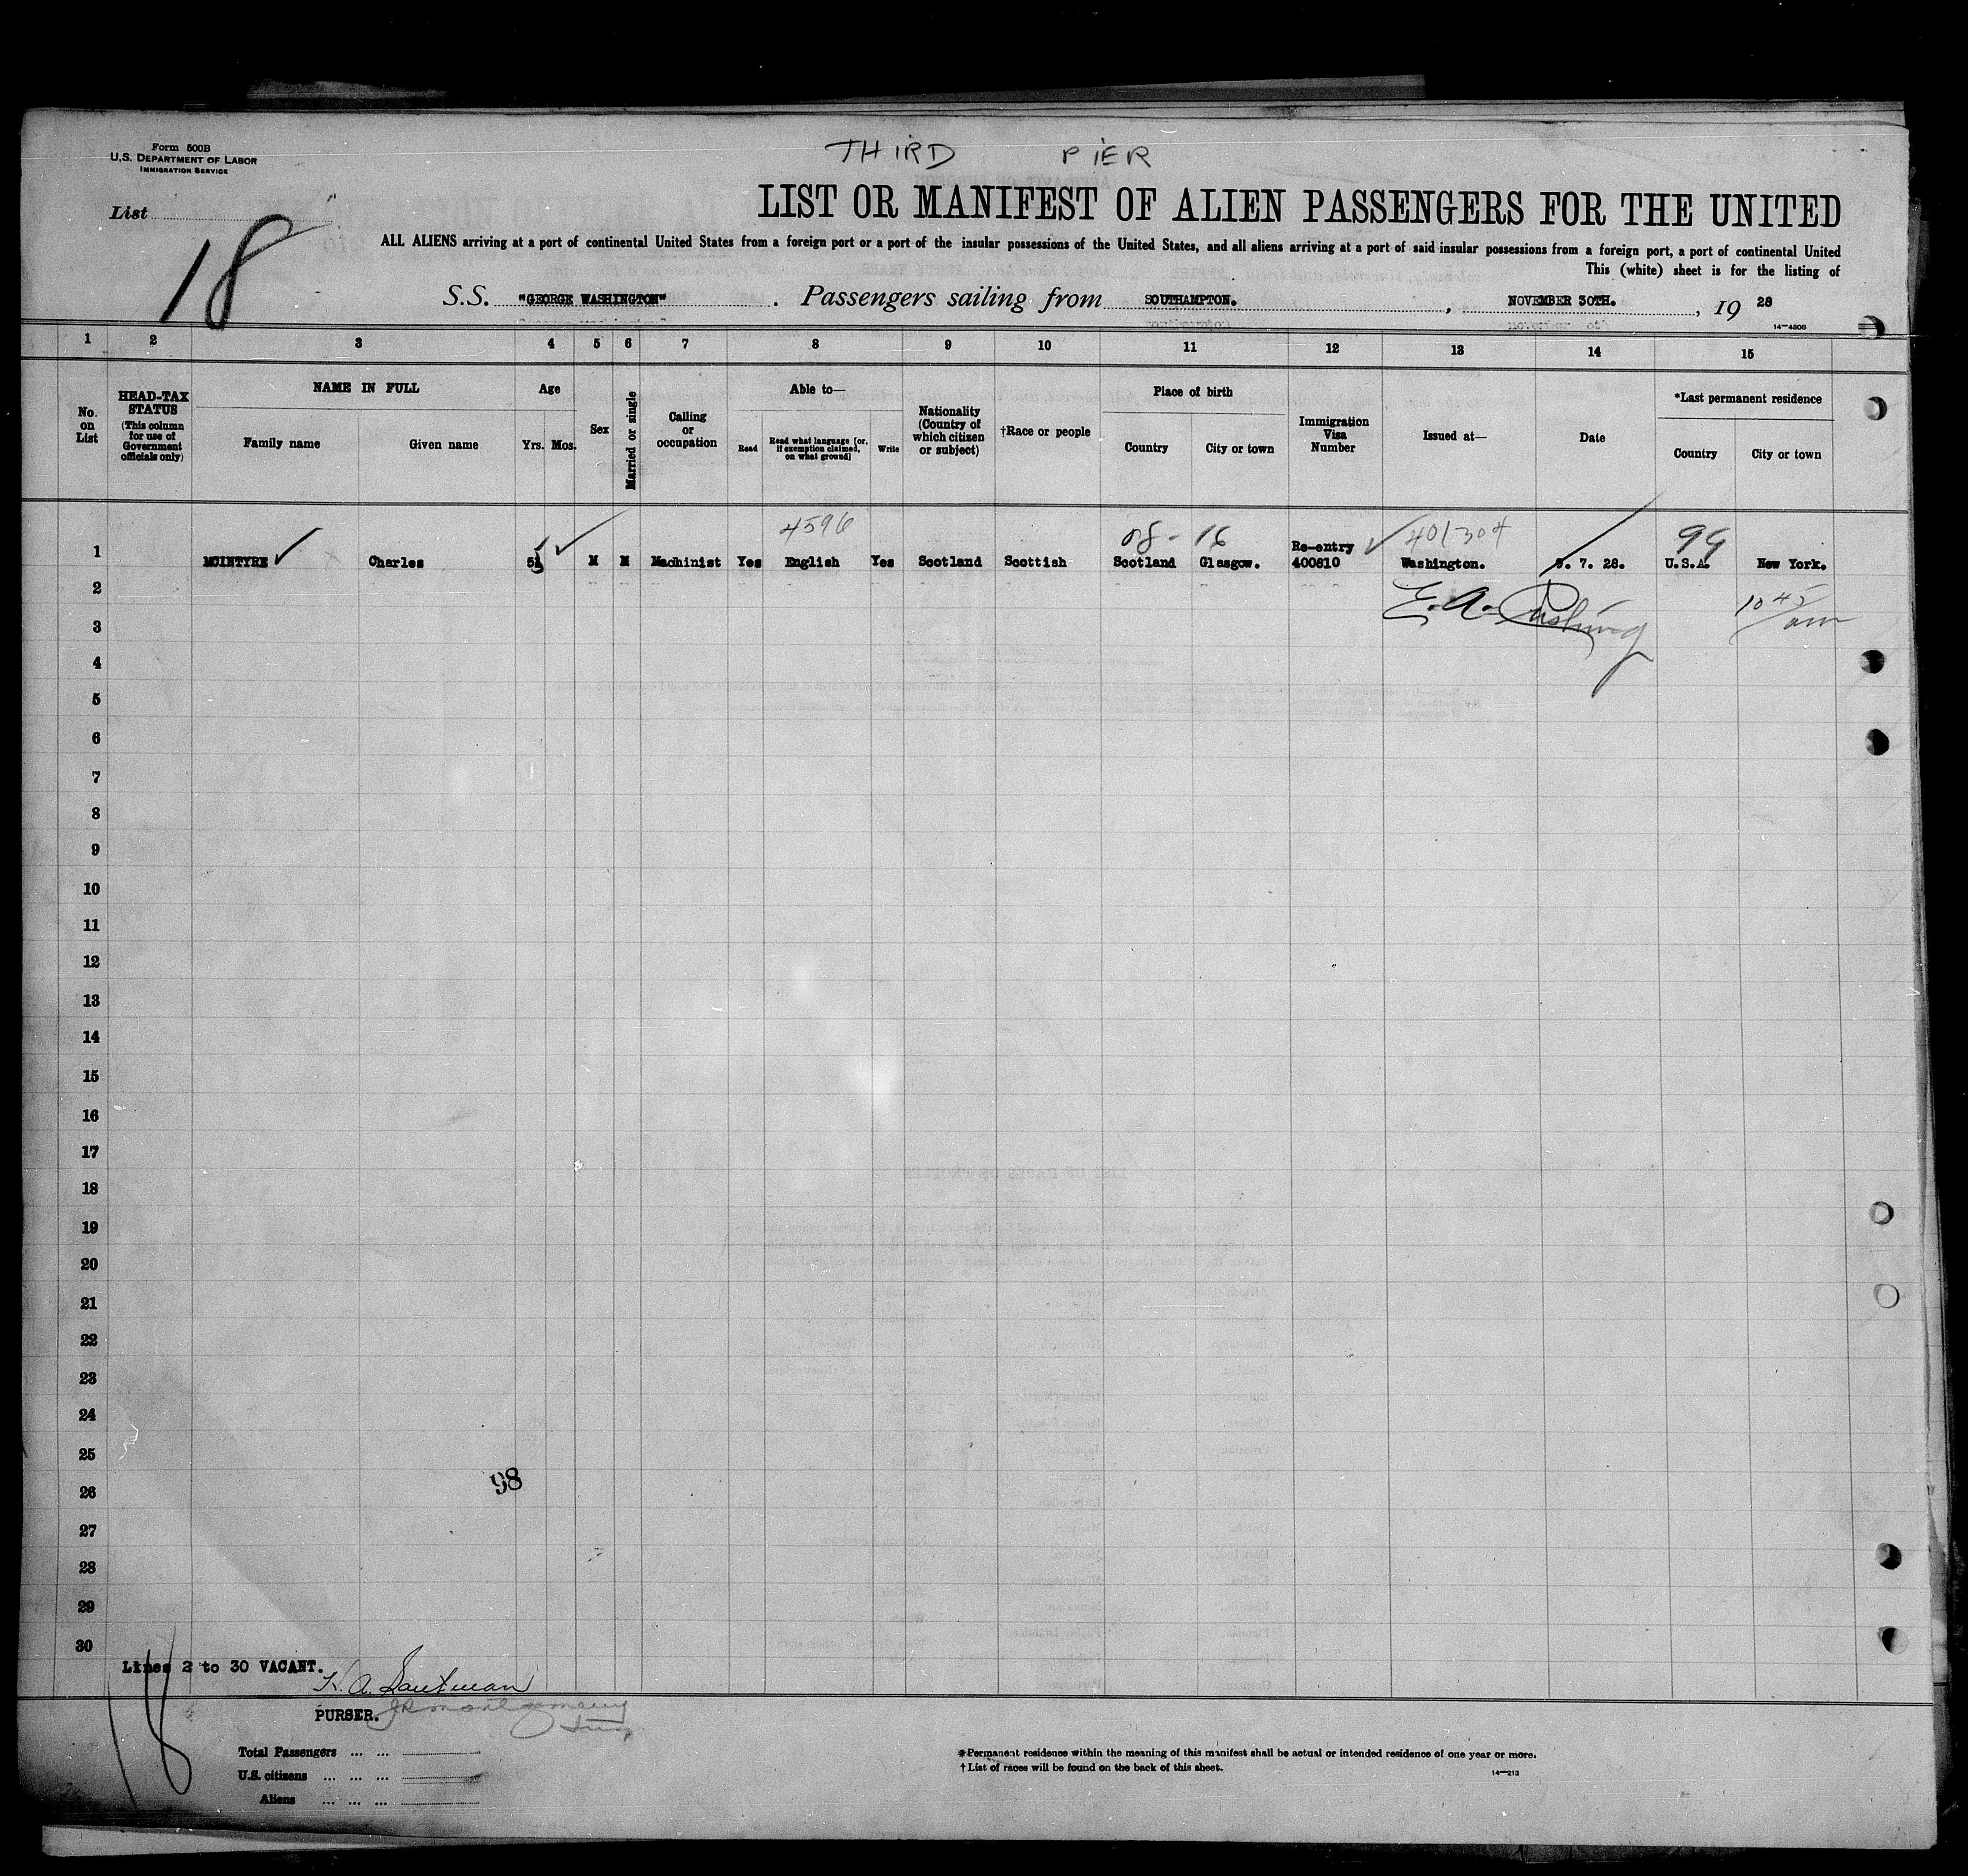 THIRD PIER
Form 500B
U.S. DEPARTMENT OF LABOR
IMMIGRATION SERVICE
List 18
LIST OR MANIFEST OF ALIEN PASSENGERS FOR THE UNITED
ALL ALIENS arriving at a port of continental United States from a foreign port or a port of the insular possessions of the United States, and all aliens arriving at a port of said insular possessions from a foreign port, a port of continental United
This (white) sheet is for the listing of
S.S. "GEORGE WASHINGTON" . Passengers sailing from SOUTHAMPTON. , NOVEMBER 30TH. , 19 28
14—430B
1 2 3 4 5 6 7 8 9 10 11 12 13 14 15
No. on List
HEAD-TAX STATUS
(This column for use of Government officials only)
NAME IN FULL
Family name Given name
Age
Yrs. Mos.
Sex
Married or single
Calling or occupation
Able to—
Read
Read what language [or, if exemption claimed, on what ground]
Write
Nationality (Country of which citizen or subject)
†Race or people
Place of birth
Country City or town
Immigration Visa Number
Issued at—
Date
*Last permanent residence
Country City or town
4596 08- 16 401304 99
1 MCINTYRE Charles M M Machinist Yes English Yes Scotland Scottish Scotland Glasgow. Re-entry 400810 Washington. 7. 28. U.S.A. New York.
2 E. A. 10 45
3 am
4
5
6
7
8
9
10
11
12
13
14
15
16
17
18
19
20
21
22
23
24
25
26 98
27
28
29
30
Lines 2 to 30 VACANT.
PURSER.
18
Total Passengers ... ...
U.S. citizens ... ... ...
Aliens ... ... ...
*Permanent residence within the meaning of this manifest shall be actual or intended residence of one year or more.
†List of races will be found on the back of this sheet.
14—213